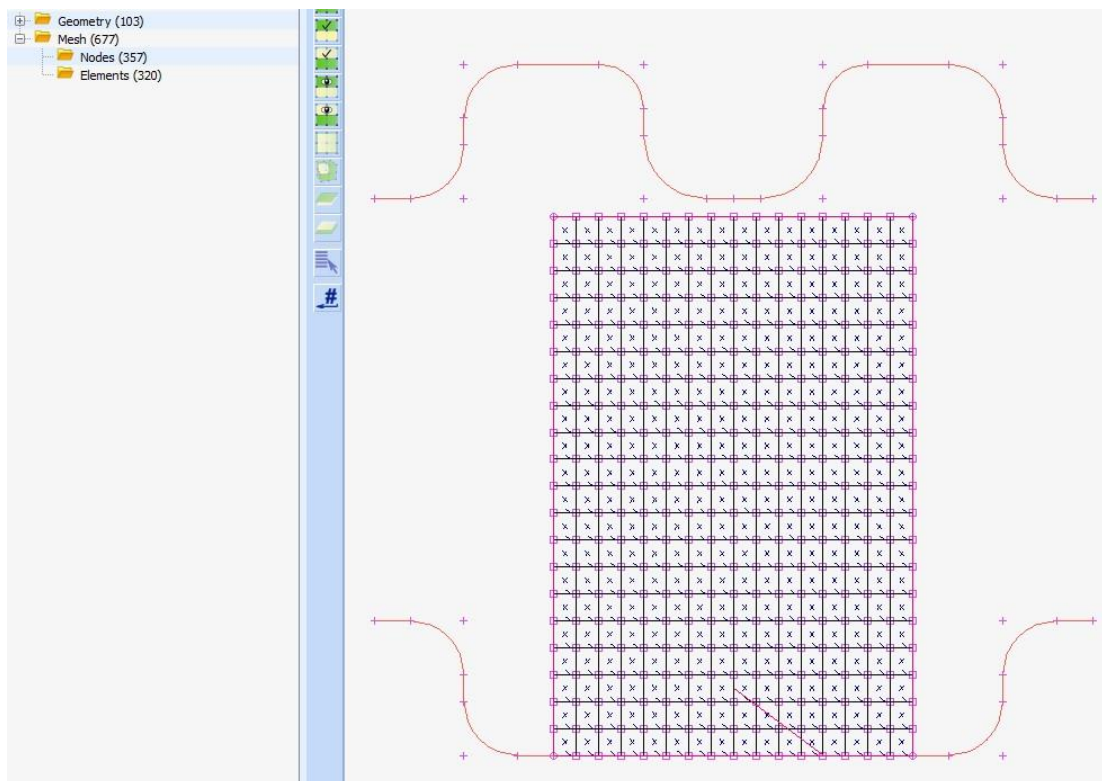 Geometry (103)
Mesh (677)
Nodes (357)
Elements (320)
#